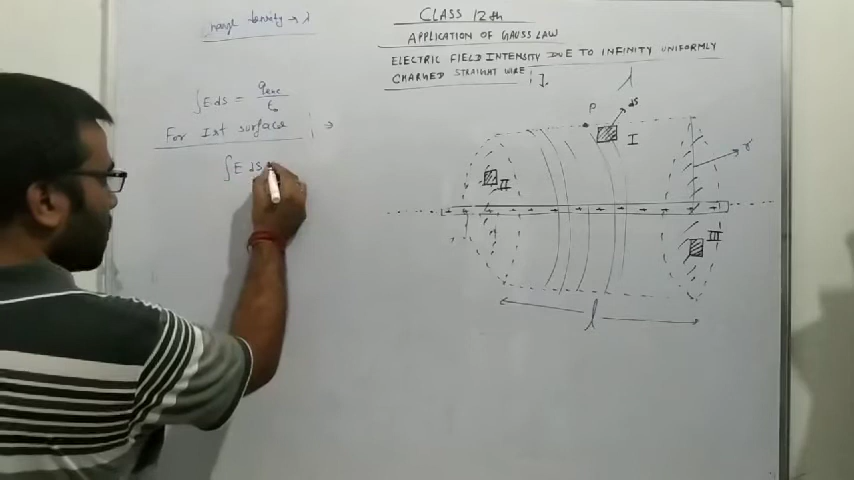 Charge density → λ
∫E ds = qenc / ε₀
For Ist surface →
∫E ds
CLASS 12th
APPLICATION OF GAUSS LAW
ELECTRIC FIELD INTENSITY DUE TO INFINITY UNIFORMLY
CHARGED STRAIGHT WIRE ].
λ
P
ds
I
r
II
+ + + + + + + + +
III
l